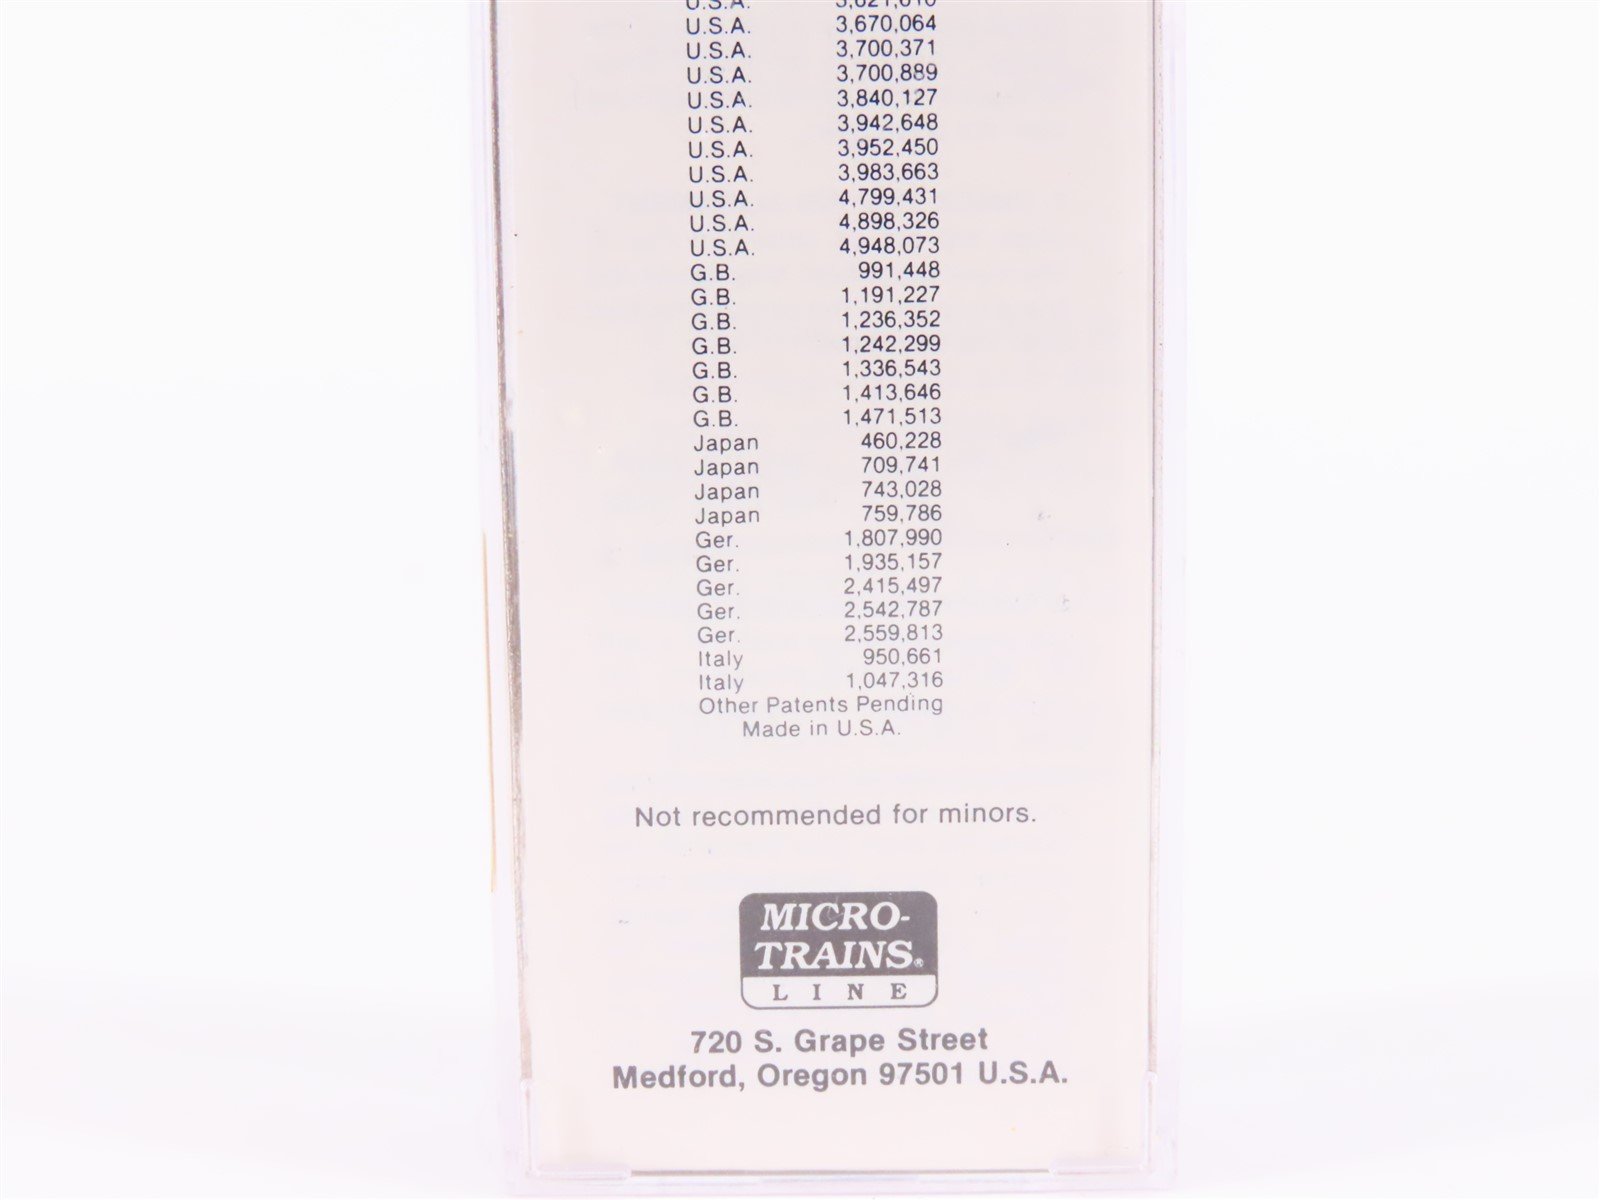 U.S.A. 3,621,610
U.S.A. 3,670,064
U.S.A. 3,700,371
U.S.A. 3,700,889
U.S.A. 3,840,127
U.S.A. 3,942,648
U.S.A. 3,952,450
U.S.A. 3,983,663
U.S.A. 4,799,431
U.S.A. 4,898,326
U.S.A. 4,948,073
G.B. 991,448
G.B. 1,191,227
G.B. 1,236,352
G.B. 1,242,299
G.B. 1,336,543
G.B. 1,413,646
G.B. 1,471,513
Japan 460,228
Japan 709,741
Japan 743,028
Japan 759,786
Ger. 1,807,990
Ger. 1,935,157
Ger. 2,415,497
Ger. 2,542,787
Ger. 2,559,813
Italy 950,661
Italy 1,047,316
Other Patents Pending
Made in U.S.A.
Not recommended for minors.
MICRO-
TRAINS®
LINE
720 S. Grape Street
Medford, Oregon 97501 U.S.A.